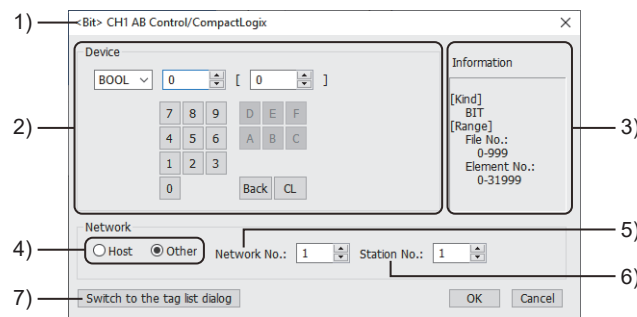 1)
<Bit> CH1 AB Control/CompactLogix
Device
BOOL 0 [ 0 ]
7 8 9 D E F
4 5 6 A B C
1 2 3
0 Back CL
2)
Information
[Kind]
BIT
[Range]
File No.:
0-999
Element No.:
0-31999
3)
Network
4)
Host Other Network No.: 1 Station No.: 1
5)
6)
7)
Switch to the tag list dialog OK Cancel